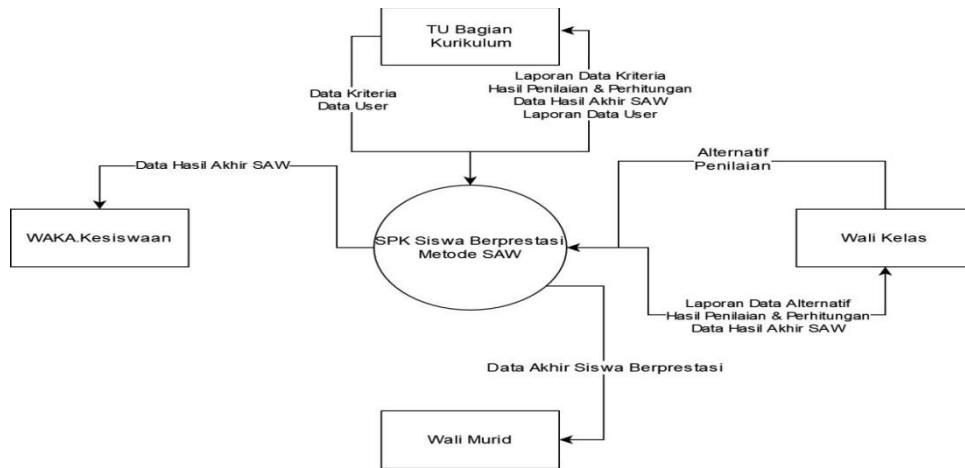 TU Bagian
Kurikulum
Data Kriteria
Data User
Laporan Data Kriteria
Hasil Penilaian & Perhitungan
Data Hasil Akhir SAW
Laporan Data User
Data Hasil Akhir SAW
Alternatif
Penilaian
WAKA.Kesiswaan
SPK Siswa Berprestasi
Metode SAW
Wali Kelas
Laporan Data Alternatif
Hasil Penilaian & Perhitungan
Data Hasil Akhir SAW
Data Akhir Siswa Berprestasi
Wali Murid